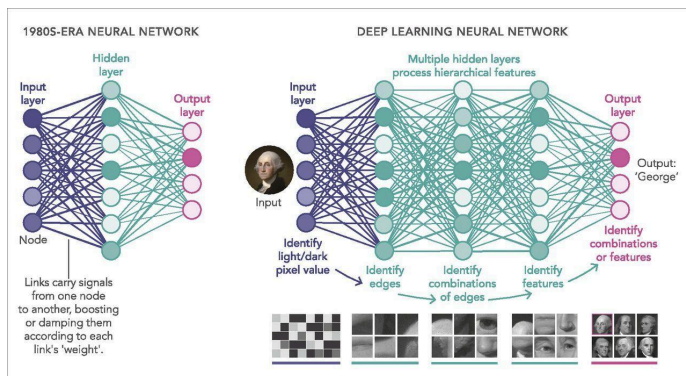 1980S-ERA NEURAL NETWORK
Hidden
layer
Input
layer
Output
layer
Node
Links carry signals
from one node
to another, boosting
or damping them
according to each
link's 'weight'.
DEEP LEARNING NEURAL NETWORK
Multiple hidden layers
process hierarchical features
Input
layer
Output
layer
Input
Output:
'George'
Identify
light/dark
pixel value
Identify
edges
Identify
combinations
of edges
Identify
features
Identify
combinations
or features